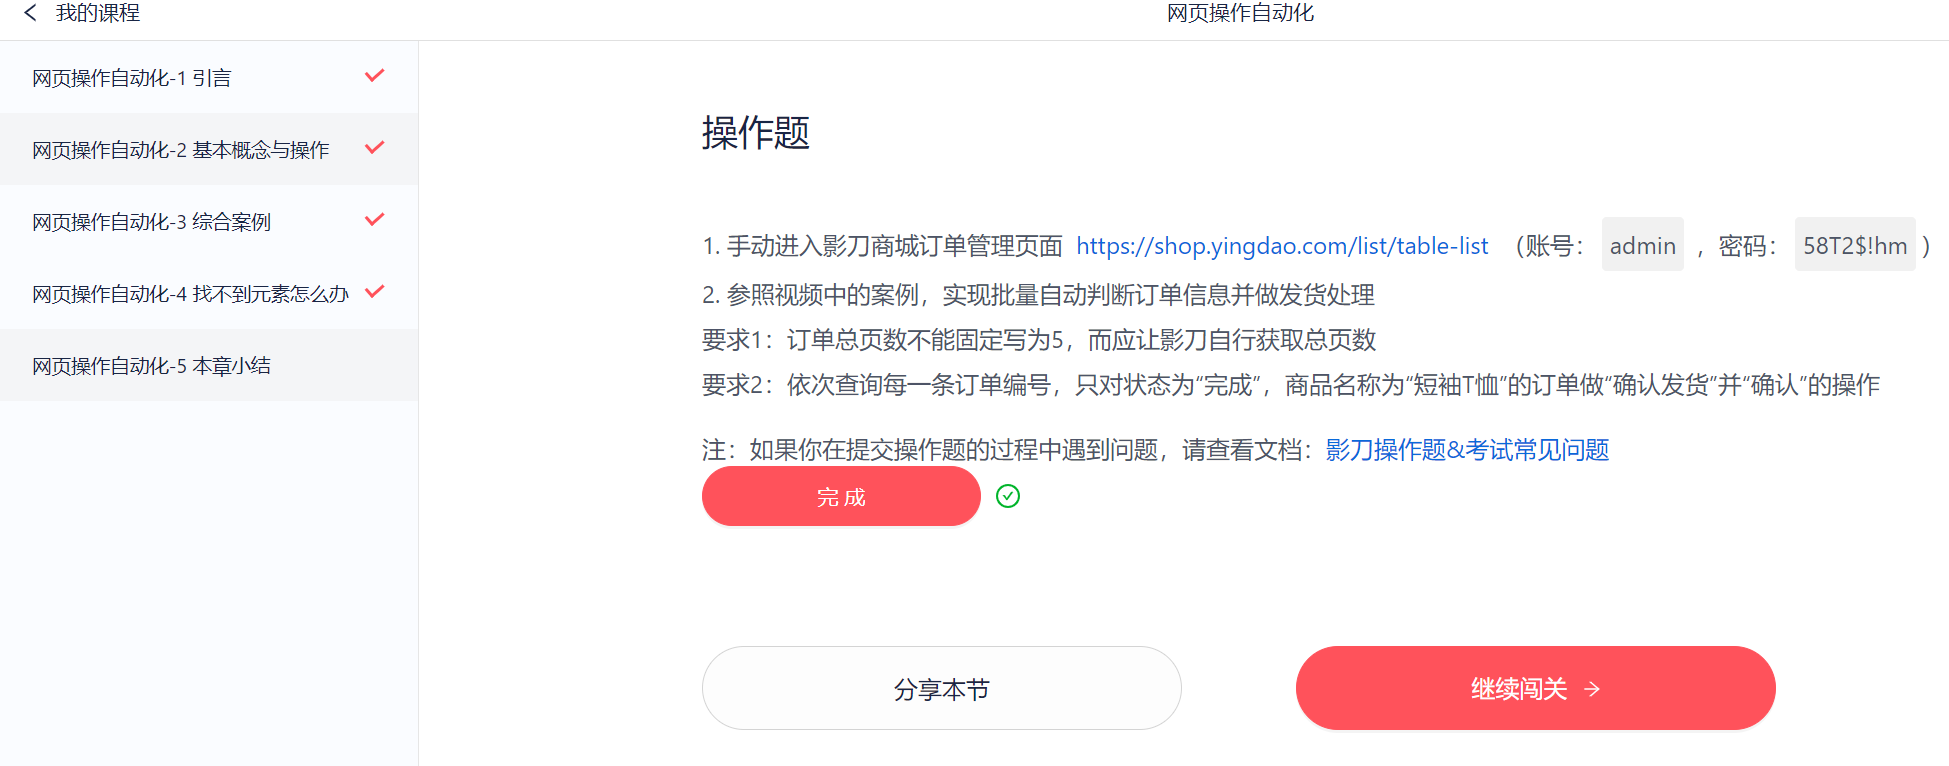 我的课程
网页操作自动化
网页操作自动化-1 引言
网页操作自动化-2 基本概念与操作
网页操作自动化-3 综合案例
网页操作自动化-4 找不到元素怎么办
网页操作自动化-5 本章小结
操作题
1. 手动进入影刀商城订单管理页面 https://shop.yingdao.com/list/table-list （账号： admin ， 密码： 58T2$!hm ）
2. 参照视频中的案例，实现批量自动判断订单信息并做发货处理
要求1：订单总页数不能固定写为5，而应让影刀自行获取总页数
要求2：依次查询每一条订单编号，只对状态为“完成”，商品名称为“短袖T恤”的订单做“确认发货”并“确认”的操作
注：如果你在提交操作题的过程中遇到问题，请查看文档：影刀操作题&考试常见问题
完成
分享本节
继续闯关 →